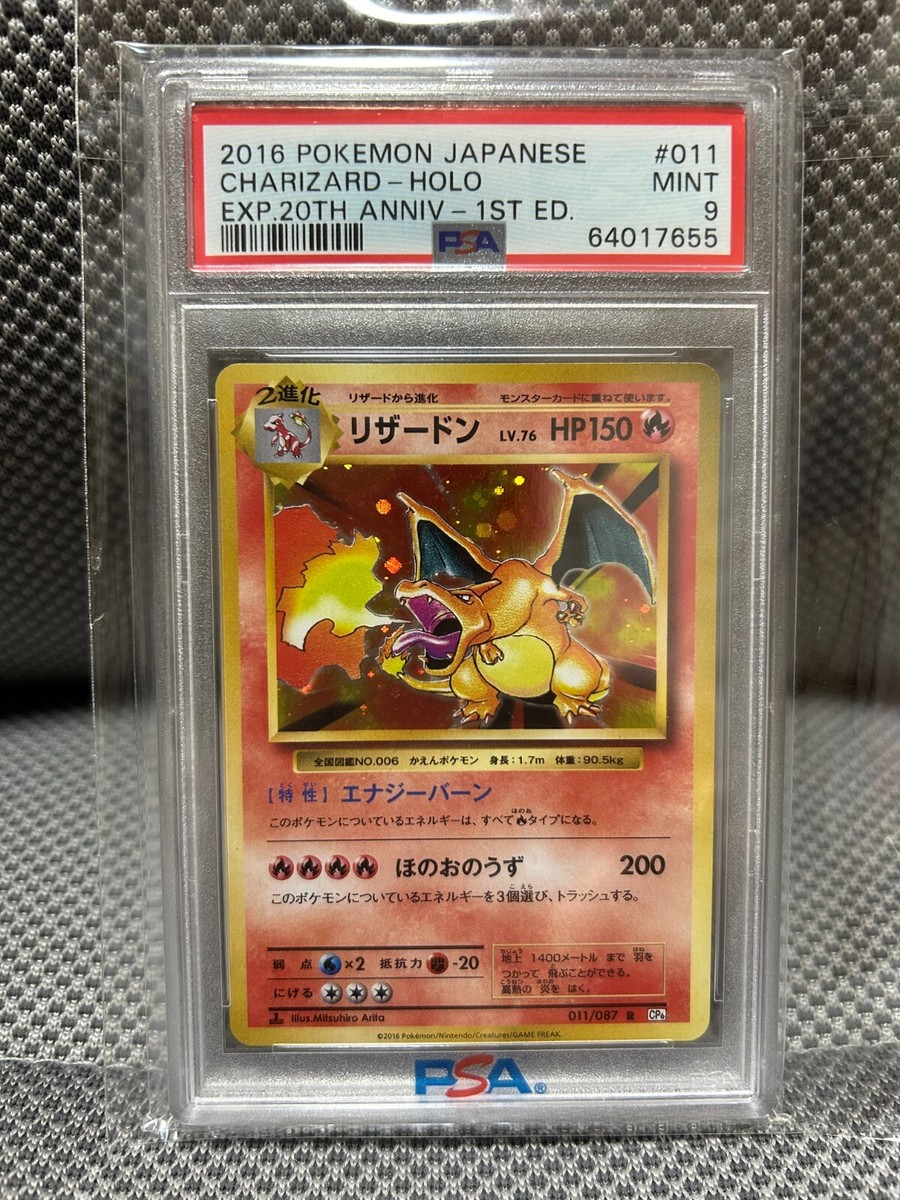 2016 POKEMON JAPANESE #011
CHARIZARD-HOLO MINT
EXP.20TH ANNIV-1ST ED. 9
PSA 64017655
2進化 リザードから進化 モンスターカードに重ねて使います。
リザードン LV.76 HP150
全国図鑑NO.006 かえんポケモン 身長:1.7m 体重:90.5kg
[特性] エナジーバーン
このポケモンについているエネルギーは、すべてタイプになる。
ほのおのうず 200
このポケモンについているエネルギーを3個選び、トラッシュする。
弱点 ×2 抵抗力 -20
にげる
地上 1400メートル まで 羽を
つかって 飛ぶことができる。
高熱の 炎を はく。
Illus.Mitsuhiro Arita 011/087 R CP6
©2016 Pokémon/Nintendo/Creatures/GAME FREAK.
PSA®